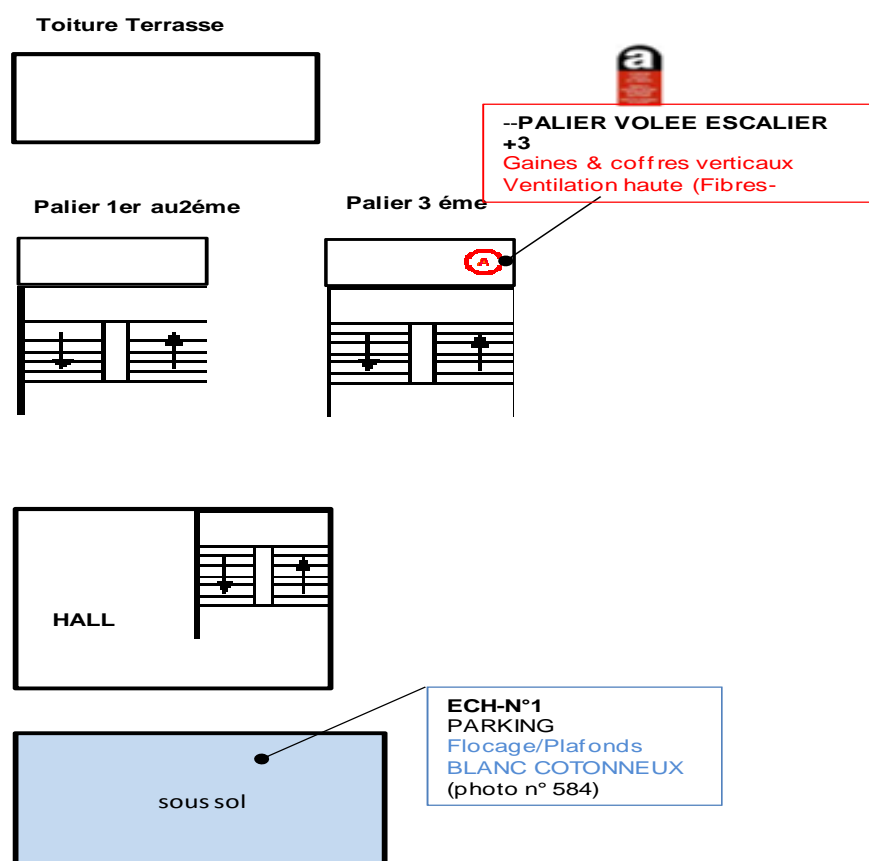 Toiture Terrasse
a
--PALIER VOLEE ESCALIER
+3
Gaines & coffres verticaux
Ventilation haute (Fibres-
Palier 1er au2éme
Palier 3 éme
A
HALL
ECH-N°1
PARKING
Flocage/Plafonds
BLANC COTONNEUX
(photo n° 584)
sous sol